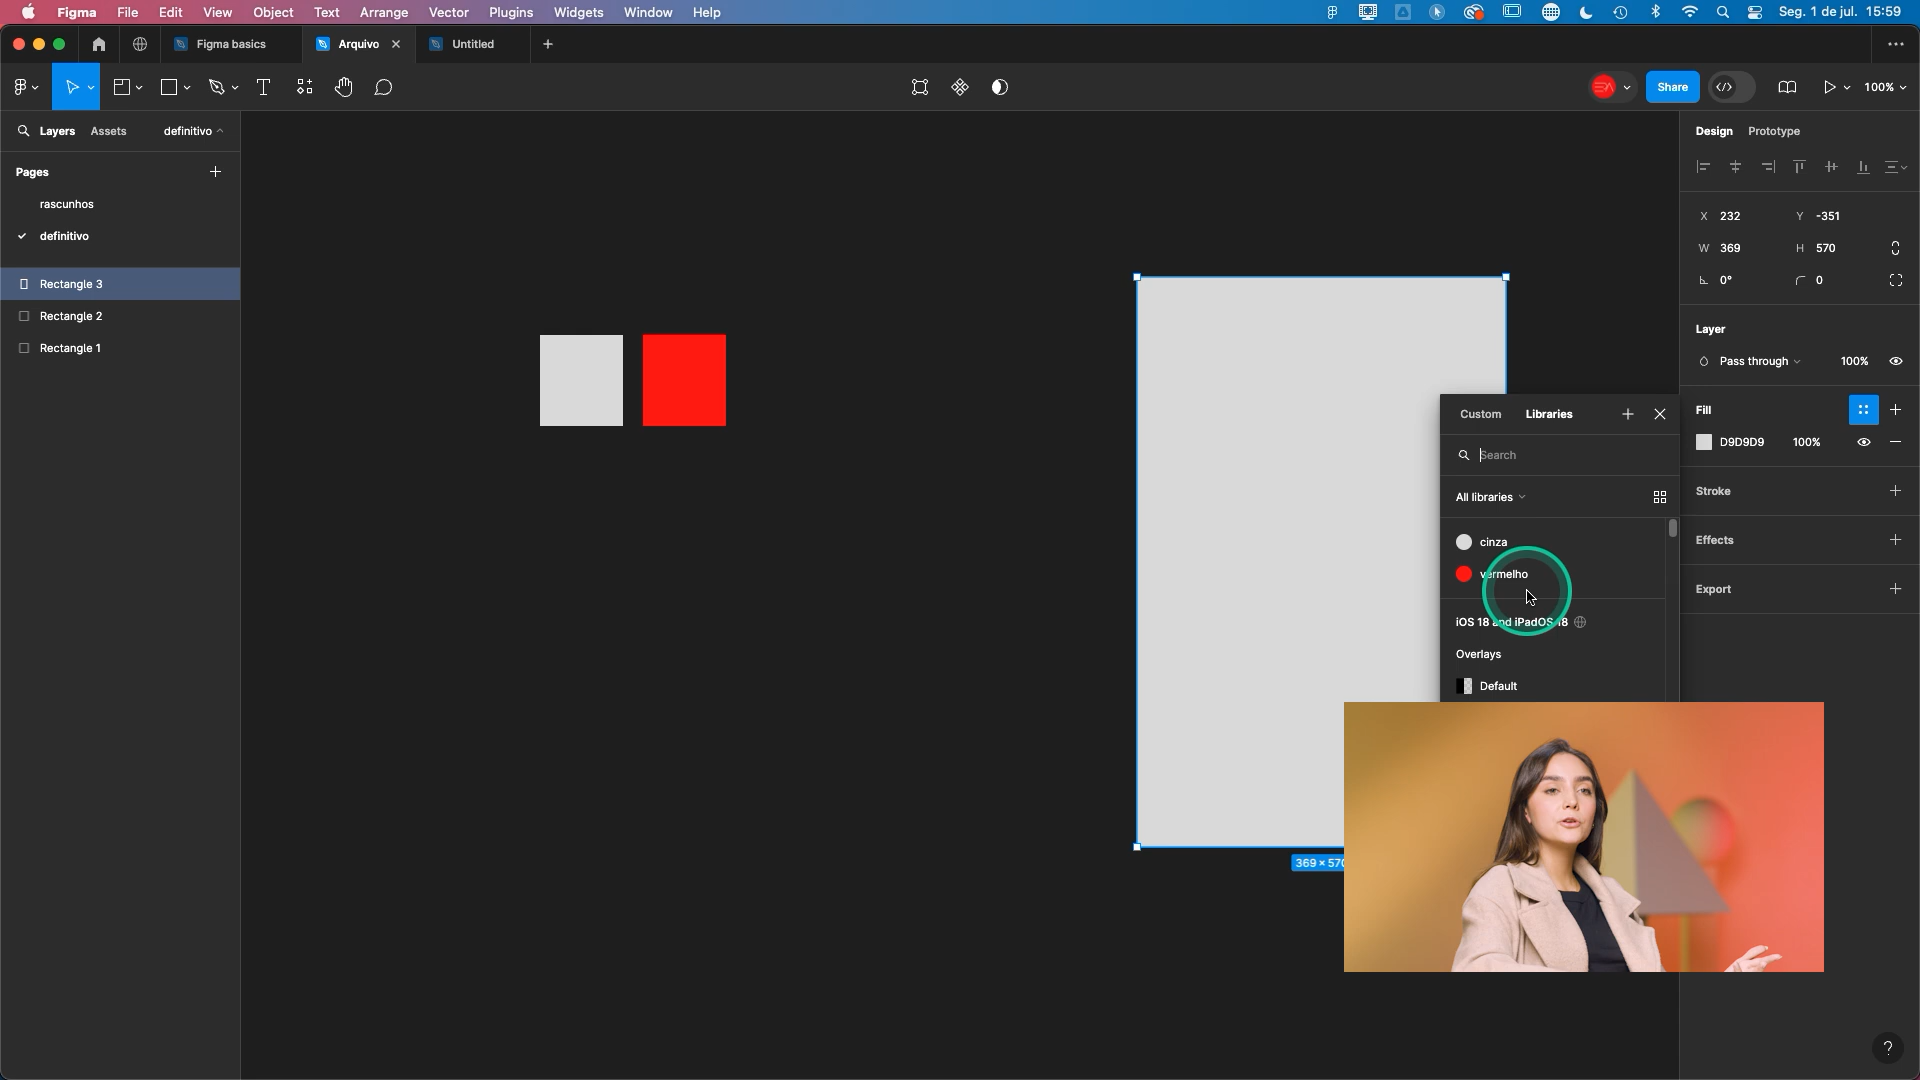 Figma File Edit View Object Text Arrange Vector Plugins Widgets Window Help Seg. 1 de jul. 15:59
Figma basics Arquivo Untitled
Share 100%
Layers Assets definitivo
Pages
rascunhos
definitivo
Rectangle 3
Rectangle 2
Rectangle 1
369 × 570
Custom Libraries
Search
All libraries
cinza
vermelho
iOS 18 and iPadOS 18
Overlays
Default
Design Prototype
X 232 Y -351
W 369 H 570
0° 0
Layer
Pass through 100%
Fill
D9D9D9 100%
Stroke
Effects
Export
?